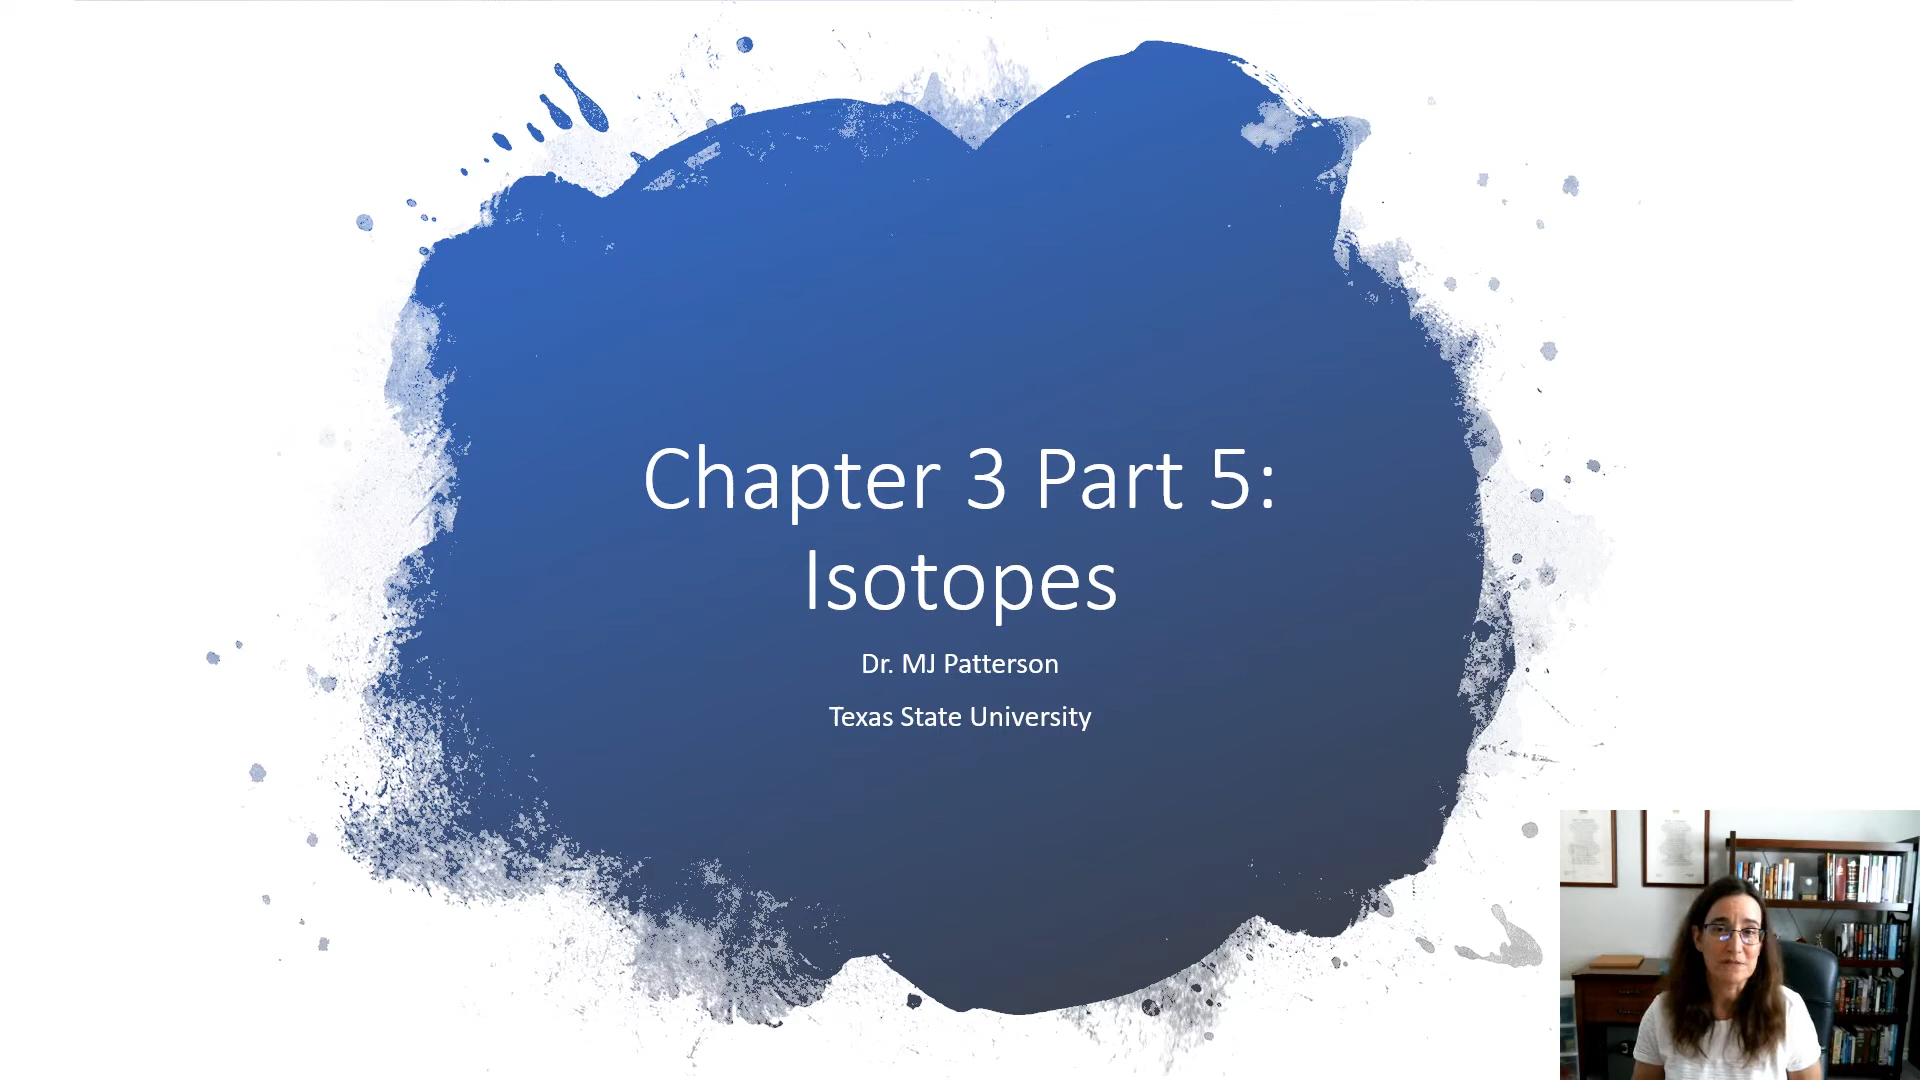 Chapter 3 Part 5:
Isotopes
Dr. MJ Patterson
Texas State University